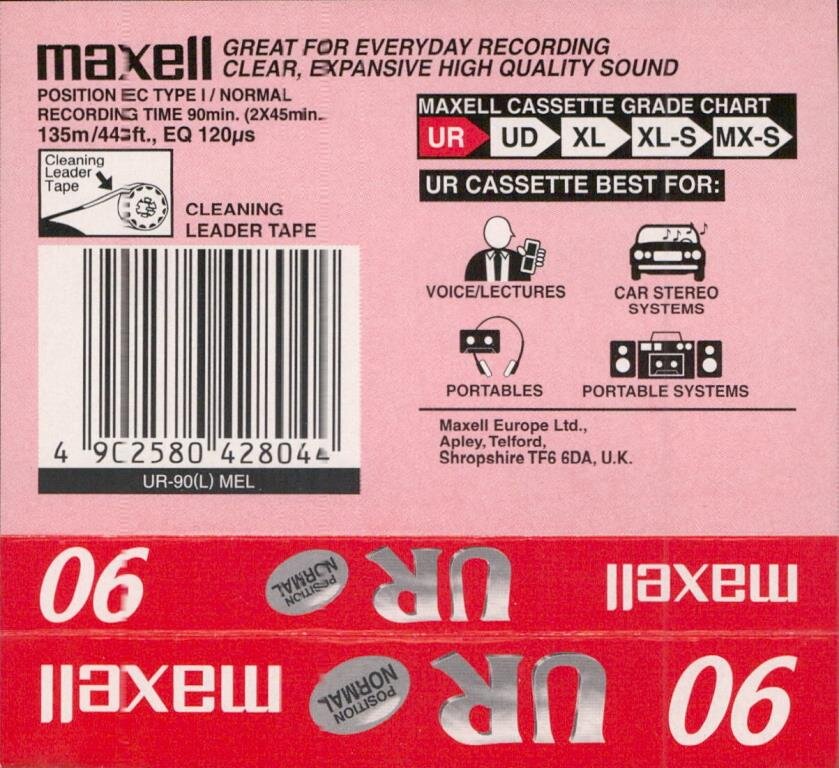 maxell
GREAT FOR EVERYDAY RECORDING
CLEAR, EXPANSIVE HIGH QUALITY SOUND
POSITION IEC TYPE I / NORMAL
RECORDING TIME 90min. (2X45min.
135m/443ft., EQ 120µs
Cleaning
Leader
Tape
CLEANING
LEADER TAPE
4 902580 428044
UR-90(L) MEL
MAXELL CASSETTE GRADE CHART
UR UD XL XL-S MX-S
UR CASSETTE BEST FOR:
VOICE/LECTURES
CAR STEREO
SYSTEMS
PORTABLES
PORTABLE SYSTEMS
Maxell Europe Ltd.,
Apley, Telford,
Shropshire TF6 6DA, U.K.
maxell UR POSITION NORMAL 90
90 UR POSITION NORMAL maxell